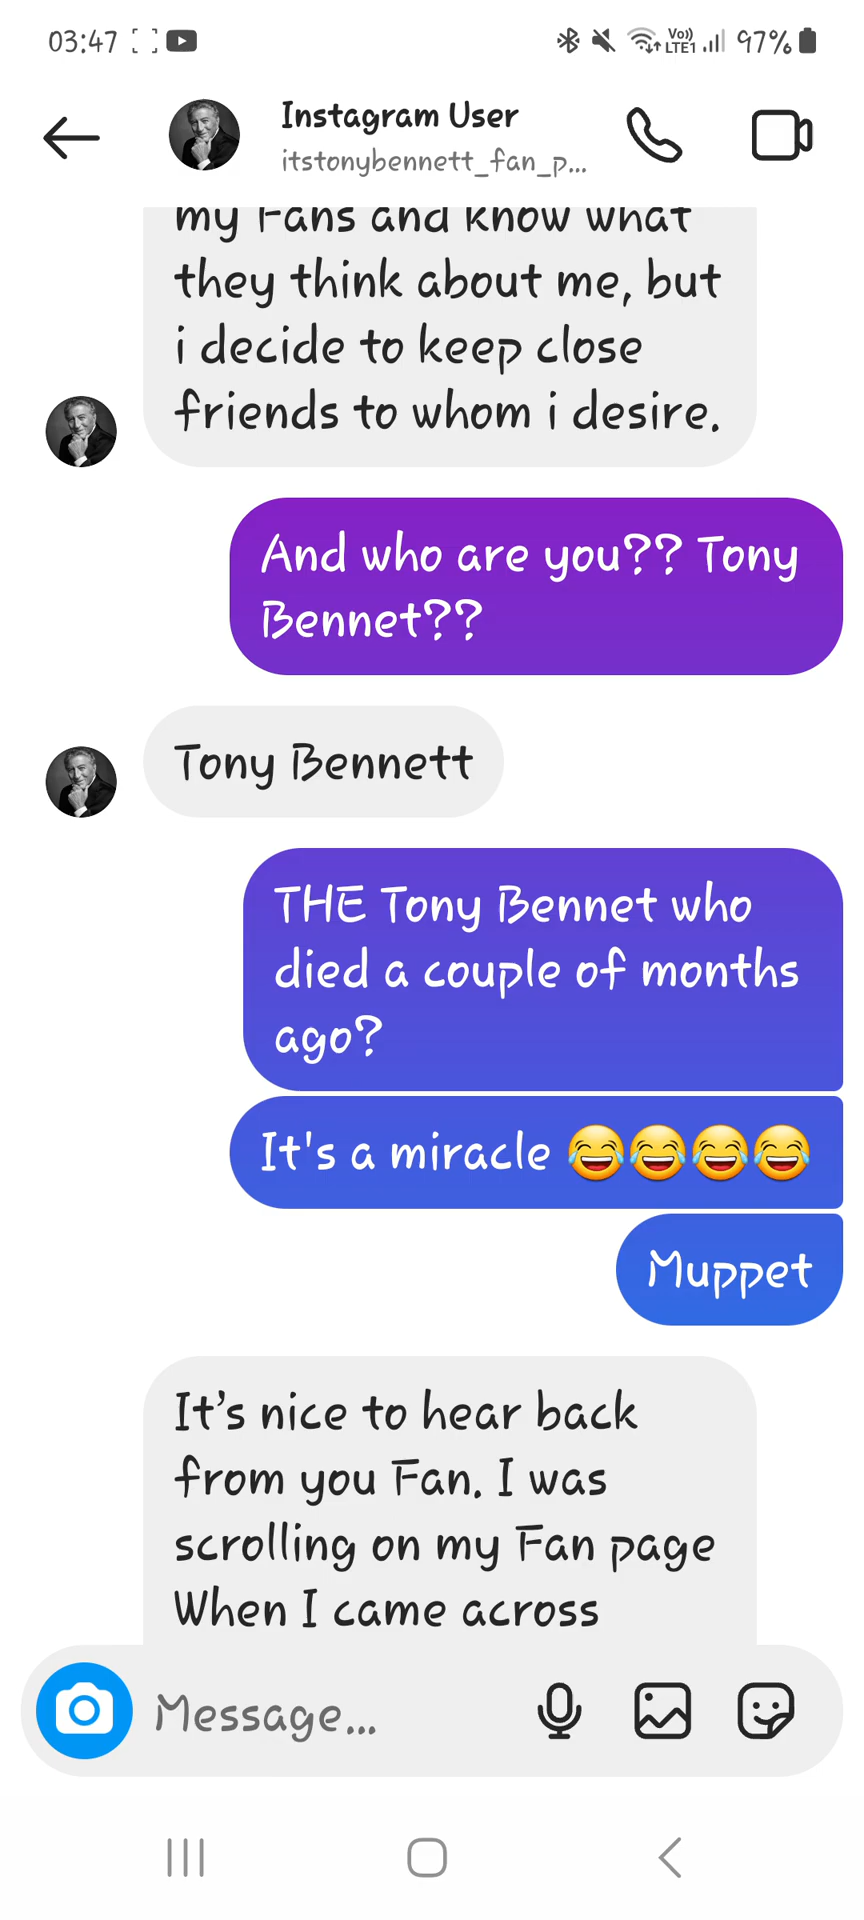 03:47
Vo))
LTE1
97%
Instagram User
itstonybennett_fan_p...
my Fans and know what
they think about me, but
i decide to keep close
friends to whom i desire.
And who are you?? Tony
Bennet??
Tony Bennett
THE Tony Bennet who
died a couple of months
ago?
It's a miracle 😂😂😂😂
Muppet
It’s nice to hear back
from you Fan. I was
scrolling on my Fan page
When I came across
Message...